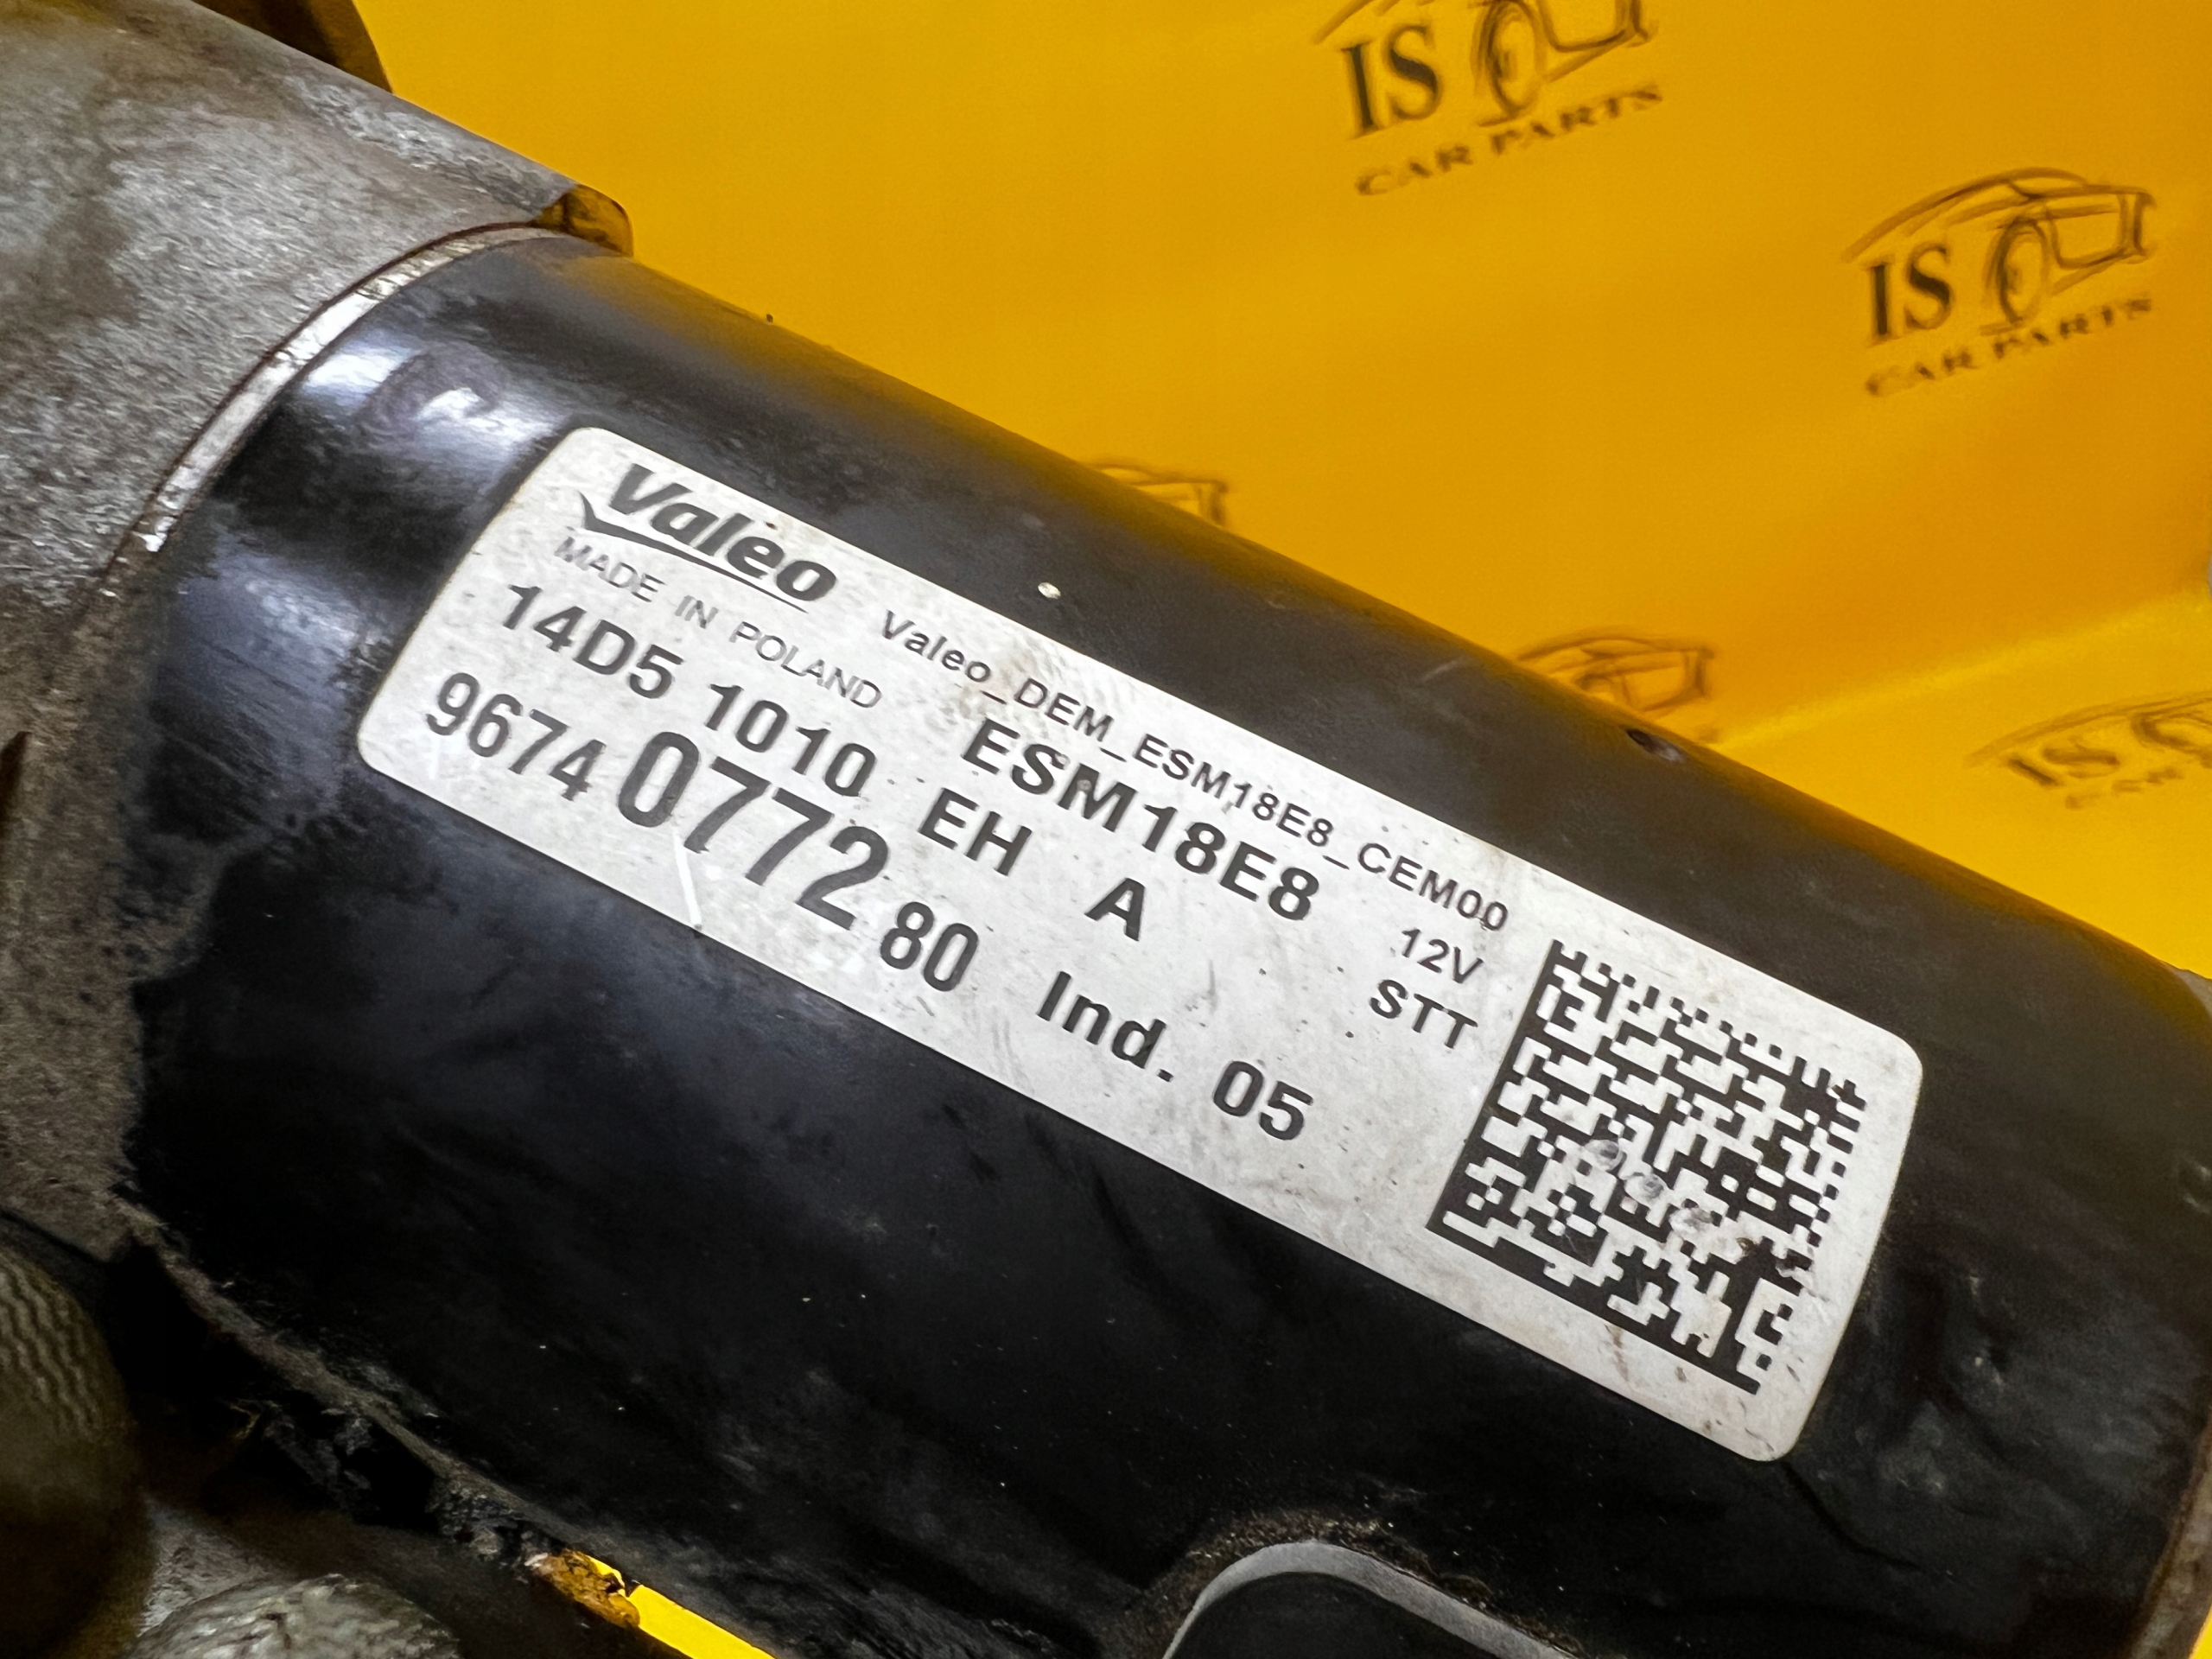 IS
CAR PARTS
IS
CAR PARTS
Valeo Valeo_DEM_ESM18E8_CEM00
MADE IN POLAND ESM18E8 12V
14D5 1010 EH A STT
9674 0772 80 Ind. 05
IS